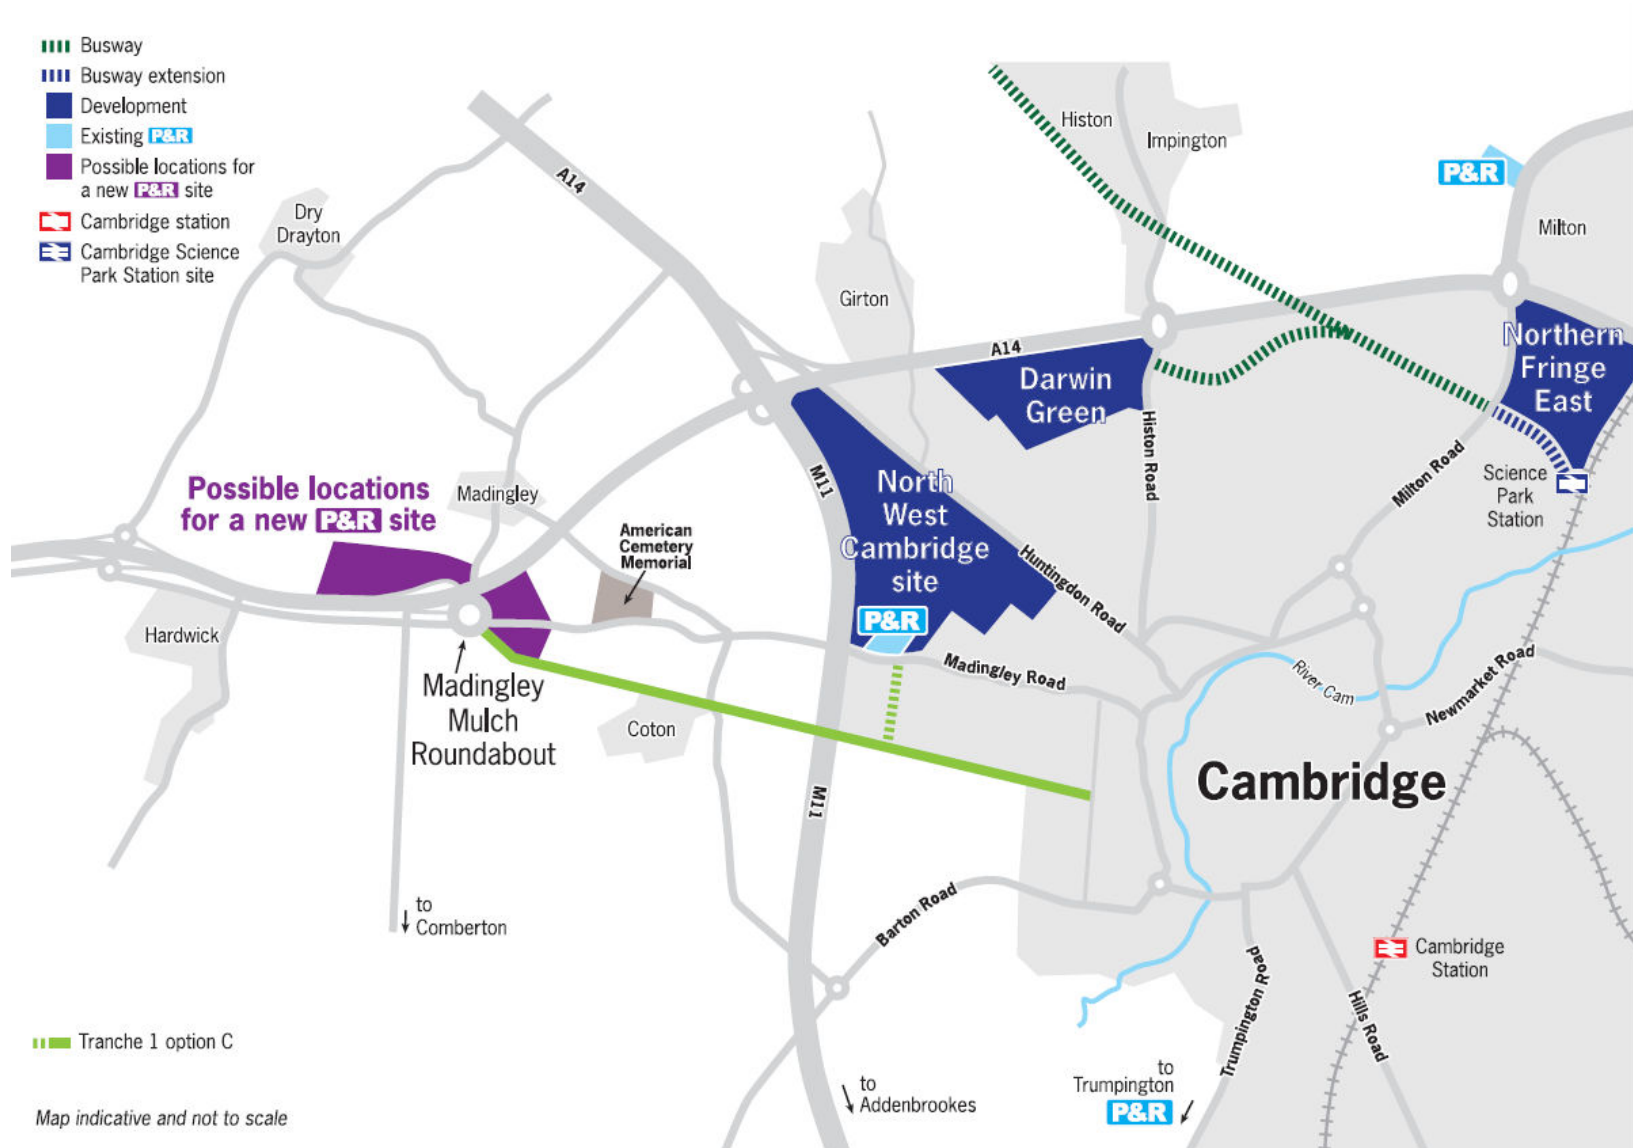 Busway
Busway extension
Development
Existing P&R
Possible locations for
a new P&R site
Cambridge station
Cambridge Science
Park Station site
A14
Histon
Impington
P&R
Milton
Dry
Drayton
Girton
A14
Darwin
Green
Northern
Fringe
East
Histon Road
Milton Road
Science
Park
Station
Possible locations
for a new P&R site
Madingley
American
Cemetery
Memorial
M11
North
West
Cambridge
site
P&R
Huntingdon Road
Madingley Road
Hardwick
Madingley
Mulch
Roundabout
Coton
River Cam
Newmarket Road
Cambridge
M11
to
Comberton
Barton Road
Cambridge
Station
Trumpington Road
Hills Road
Tranche 1 option C
to
Addenbrookes
to
Trumpington
P&R
Map indicative and not to scale